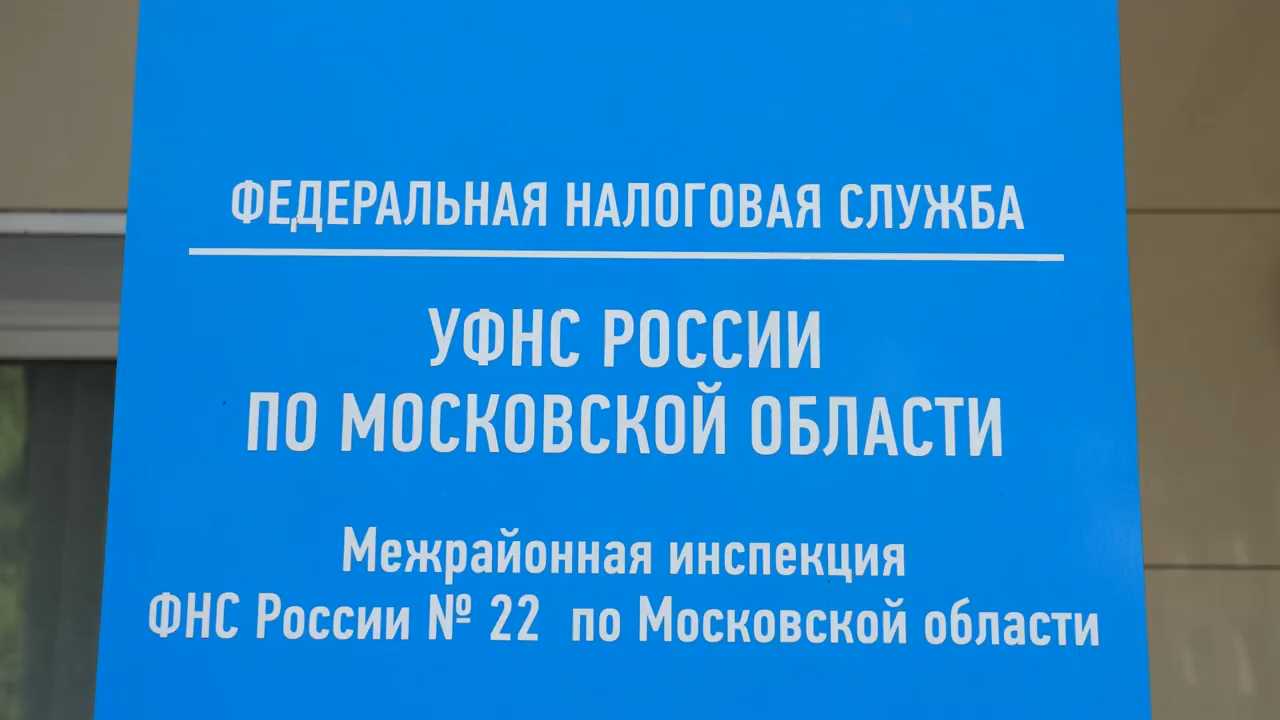 ФЕДЕРАЛЬНАЯ НАЛОГОВАЯ СЛУЖБА
УФНС РОССИИ
ПО МОСКОВСКОЙ ОБЛАСТИ
Межрайонная инспекция
ФНС России № 22 по Московской области